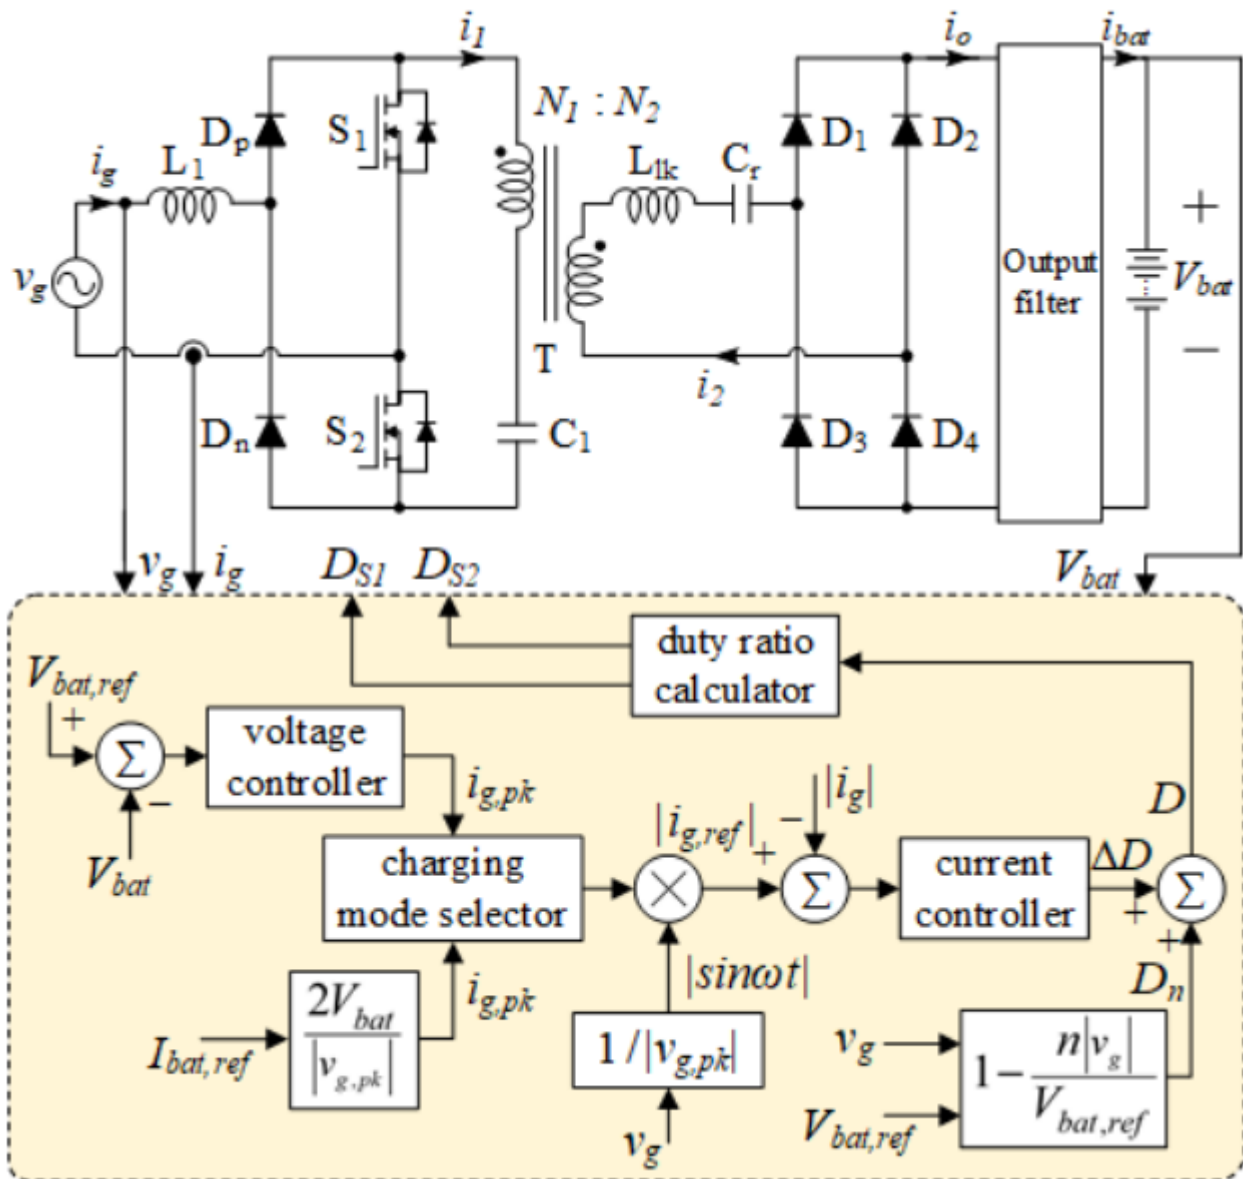 i1
io
ibat
N1 : N2
Dp
S1
D1
D2
ig
L1
Llk
Cr
+
vg
Output
filter
Vbat
−
T
i2
Dn
S2
C1
D3
D4
vg
ig
DS1
DS2
Vbat
duty ratio
calculator
Vbat,ref
+
Σ
−
Vbat
voltage
controller
ig,pk
charging
mode selector
|ig,ref|
×
+
−
|ig|
Σ
current
controller
ΔD
D
+
Σ
+
Dn
Ibat,ref
2Vbat
|vg,pk|
ig,pk
|sinωt|
1/|vg,pk|
vg
vg
Vbat,ref
1− n|vg|
Vbat,ref